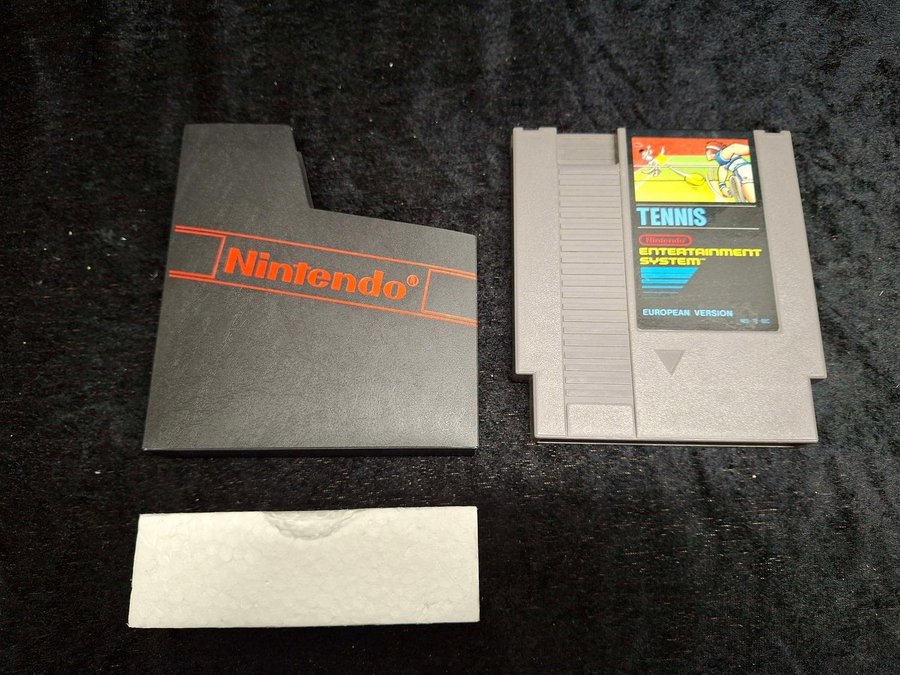 Nintendo®
TENNIS
Nintendo®
ENTERTAINMENT
SYSTEM™
EUROPEAN VERSION